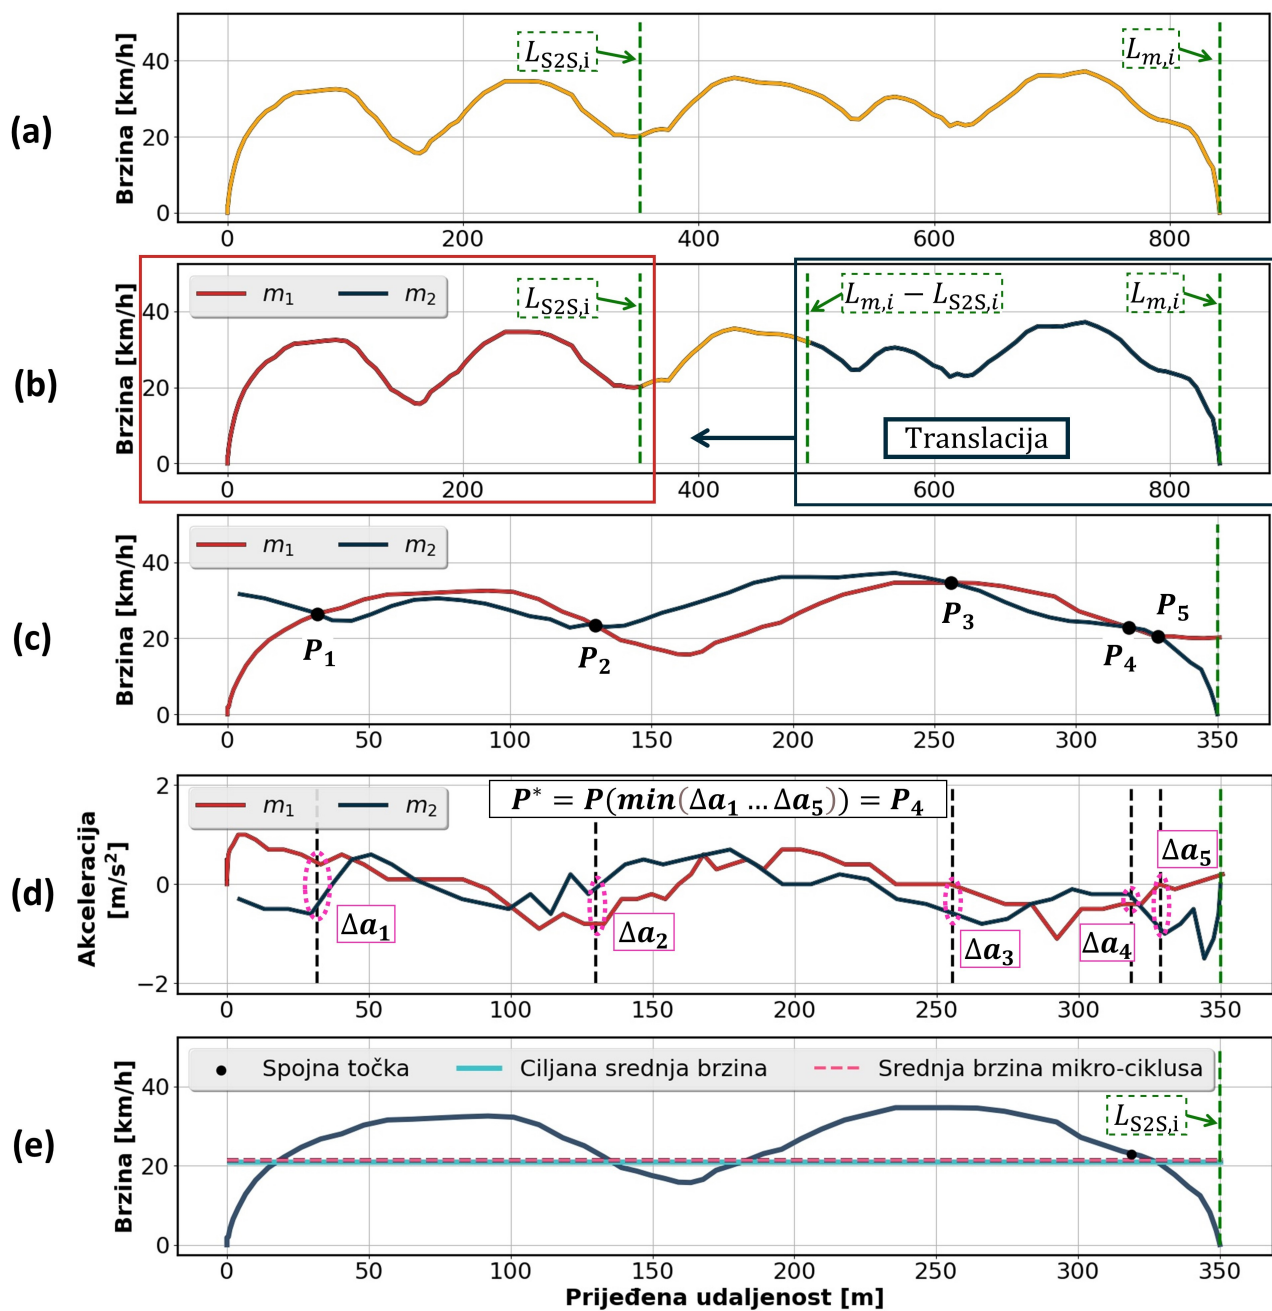 (a)
Brzina [km/h]
40
20
0
L_S2S,i
L_m,i
0 200 400 600 800
(b)
Brzina [km/h]
40
20
0
m₁ m₂
L_S2S,i
L_m,i − L_S2S,i
L_m,i
Translacija
0 200 400 600 800
(c)
Brzina [km/h]
40
20
0
m₁ m₂
P₁
P₂
P₃
P₄
P₅
0 50 100 150 200 250 300 350
(d)
Akceleracija
[m/s²]
2
0
−2
m₁ m₂
P* = P(min(Δa₁ … Δa₅)) = P₄
Δa₁
Δa₂
Δa₃
Δa₄
Δa₅
0 50 100 150 200 250 300 350
(e)
Brzina [km/h]
40
20
0
Spojna točka Ciljana srednja brzina Srednja brzina mikro-ciklusa
L_S2S,i
0 50 100 150 200 250 300 350
Prijeđena udaljenost [m]